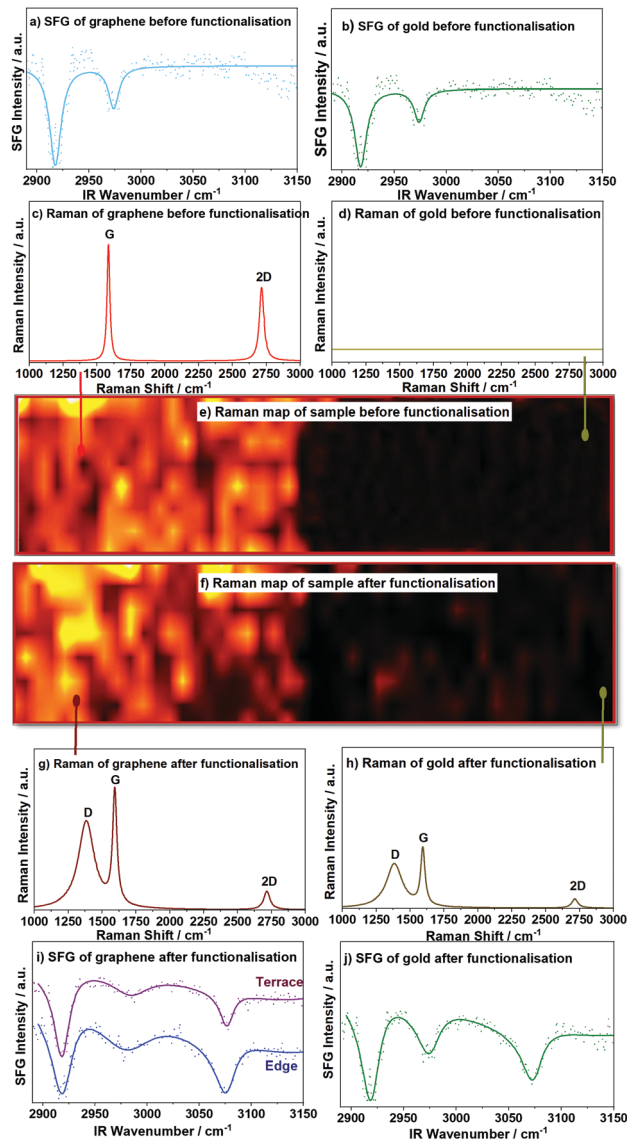 a) SFG of graphene before functionalisation
SFG Intensity / a.u.
2900 2950 3000 3050 3100 3150
IR Wavenumber / cm-1
b) SFG of gold before functionalisation
SFG Intensity / a.u.
2900 2950 3000 3050 3100 3150
IR Wavenumber / cm-1
c) Raman of graphene before functionalisation
G
2D
Raman Intensity / a.u.
1000 1250 1500 1750 2000 2250 2500 2750 3000
Raman Shift / cm-1
d) Raman of gold before functionalisation
Raman Intensity / a.u.
1000 1250 1500 1750 2000 2250 2500 2750 3000
Raman Shift / cm-1
e) Raman map of sample before functionalisation
f) Raman map of sample after functionalisation
g) Raman of graphene after functionalisation
G
D
2D
Raman Intensity / a.u.
1000 1250 1500 1750 2000 2250 2500 2750 3000
Raman Shift / cm-1
h) Raman of gold after functionalisation
G
D
2D
Raman Intensity / a.u.
1000 1250 1500 1750 2000 2250 2500 2750 3000
Raman Shift / cm-1
i) SFG of graphene after functionalisation
Terrace
Edge
SFG Intensity / a.u.
2900 2950 3000 3050 3100 3150
IR Wavenumber / cm-1
j) SFG of gold after functionalisation
SFG Intensity / a.u.
2900 2950 3000 3050 3100 3150
IR Wavenumber / cm-1